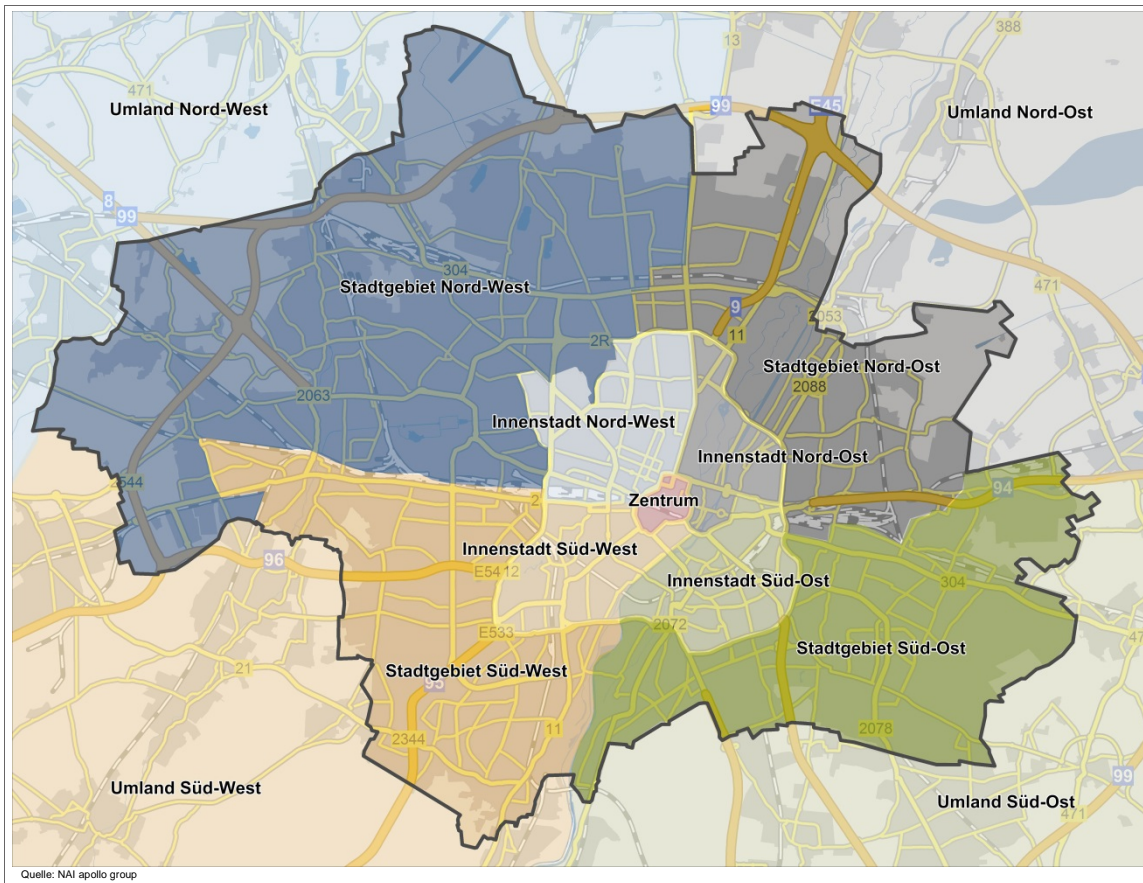 13
388
471
99
E45
Umland Nord-West
Umland Nord-Ost
8
99
304
471
Stadtgebiet Nord-West
9
2053
11
2R
Stadtgebiet Nord-Ost
2088
2063
Innenstadt Nord-West
Innenstadt Nord-Ost
2544
94
Zentrum
2
Innenstadt Süd-West
96
E54 12
Innenstadt Süd-Ost
304
2072
E533
Stadtgebiet Süd-Ost
21
Stadtgebiet Süd-West
95
11
2078
2344
99
Umland Süd-West
Umland Süd-Ost
471
Quelle: NAI apollo group